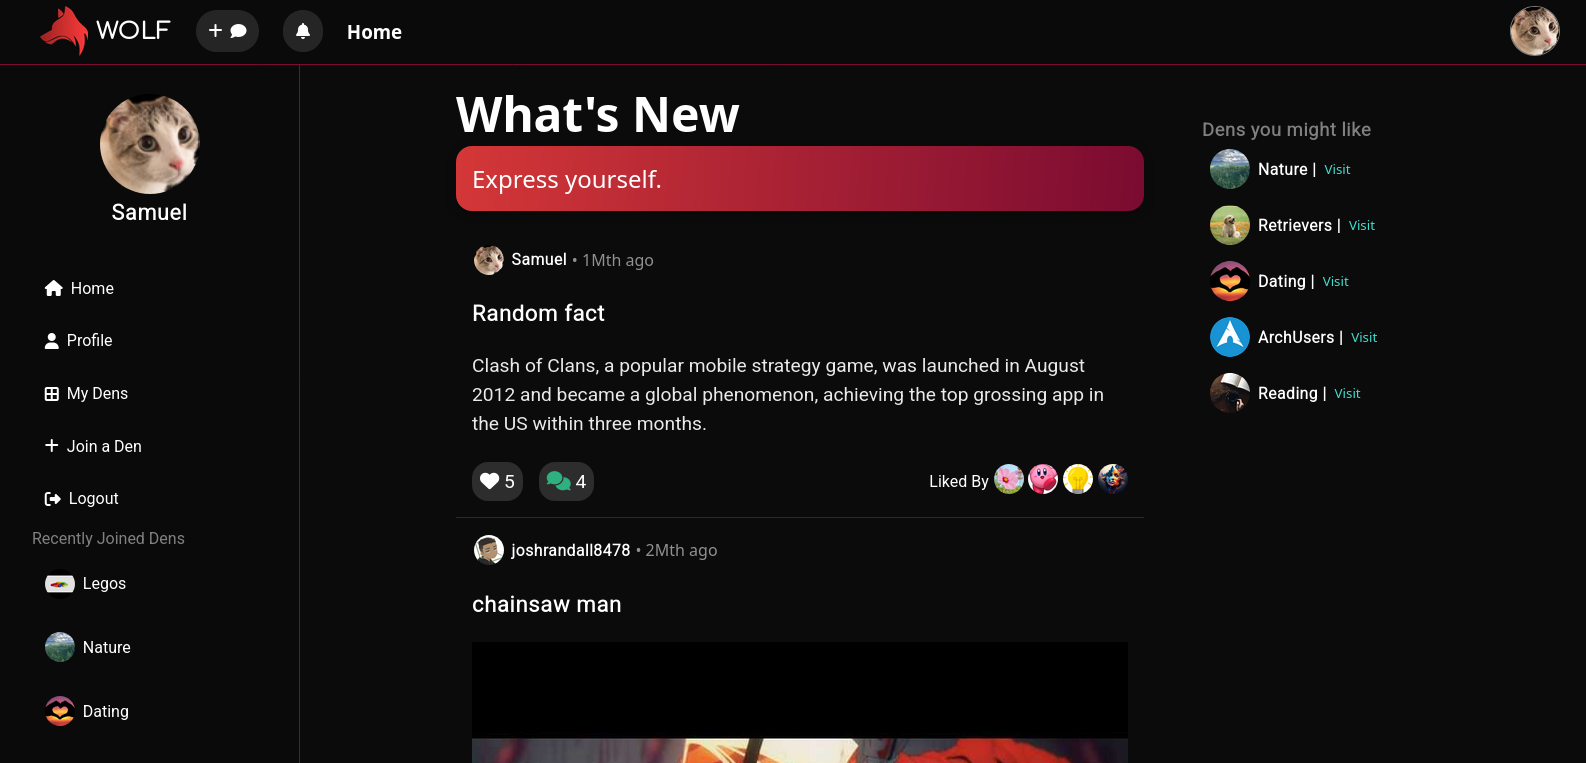 WOLF
Home
Samuel
Home
Profile
My Dens
Join a Den
Logout
Recently Joined Dens
Legos
Nature
Dating
What's New
Express yourself.
Samuel • 1Mth ago
Random fact
Clash of Clans, a popular mobile strategy game, was launched in August
2012 and became a global phenomenon, achieving the top grossing app in
the US within three months.
5 4 Liked By
joshrandall8478 • 2Mth ago
chainsaw man
Dens you might like
Nature | Visit
Retrievers | Visit
Dating | Visit
ArchUsers | Visit
Reading | Visit